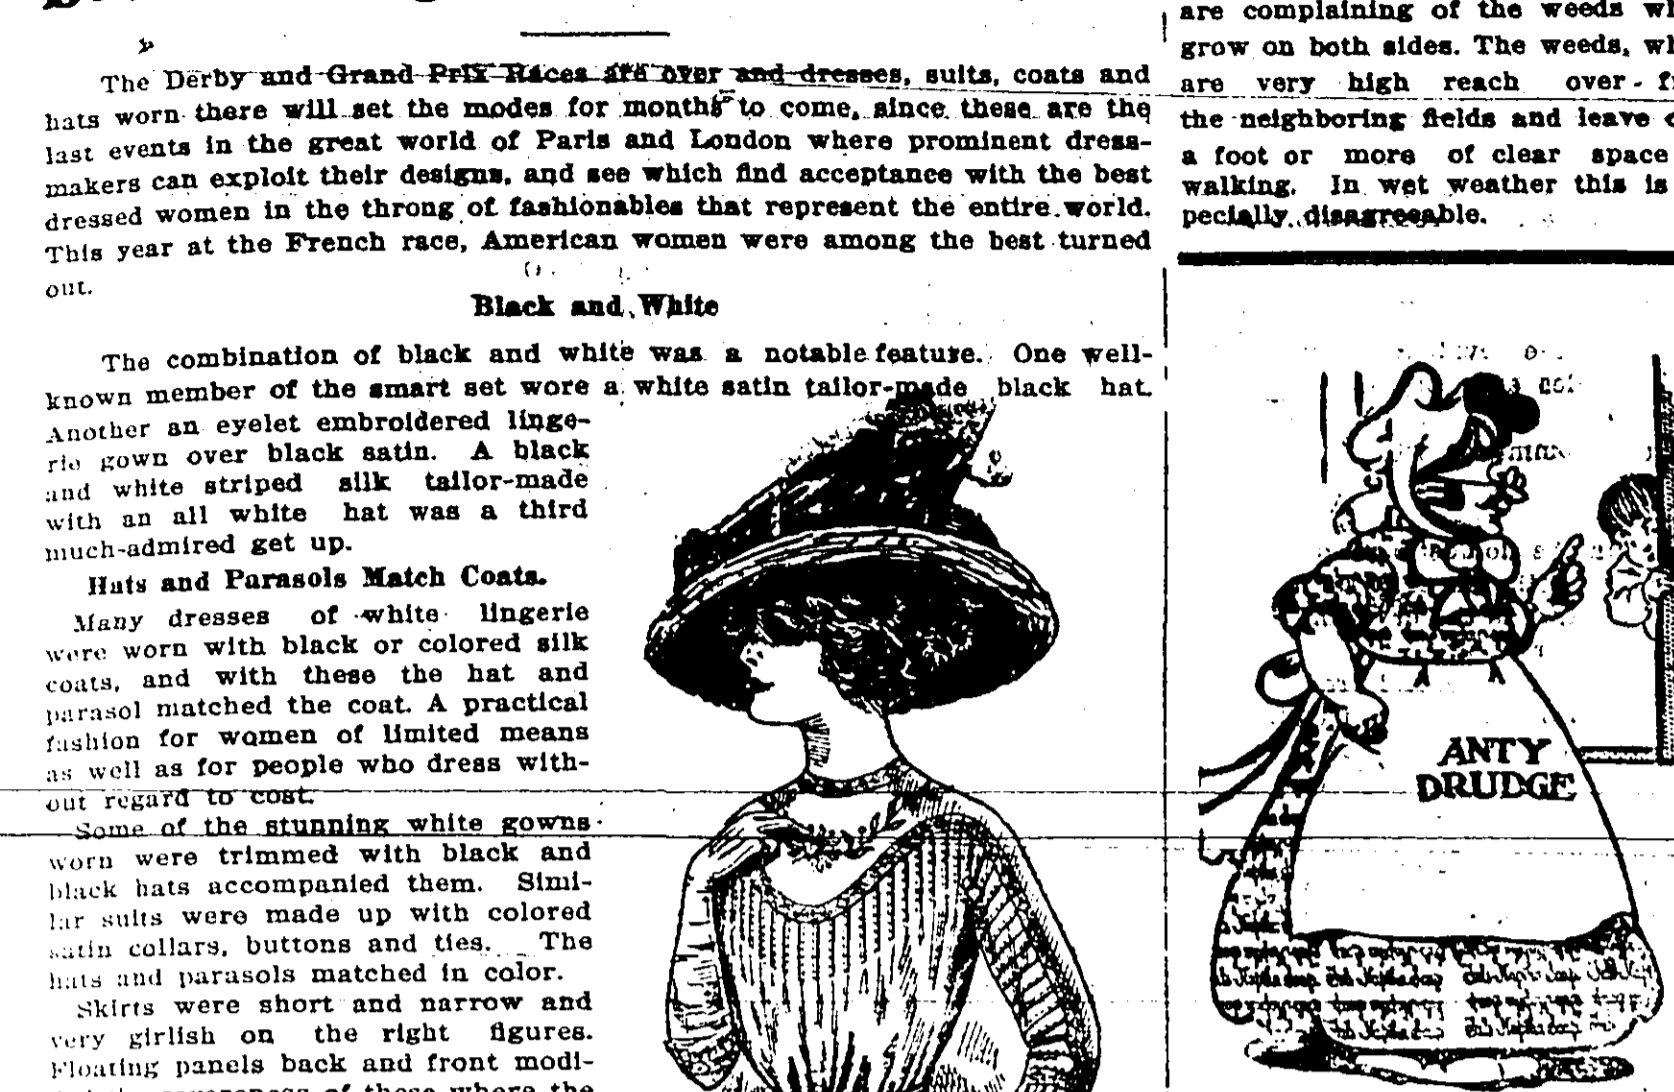 The Derby and Grand Prix Races are over and dresses, suits, coats and
hats worn there will set the modes for months to come, since these are the
last events in the great world of Paris and London where prominent dress-
makers can exploit their designs, and see which find acceptance with the best
dressed women in the throng of fashionables that represent the entire world.
This year at the French race, American women were among the best turned
out.
Black and White
The combination of black and white was a notable feature. One well-
known member of the smart set wore a white satin tailor-made black hat.
Another an eyelet embroidered linge-
rie gown over black satin. A black
and white striped silk tailor-made
with an all white hat was a third
much-admired get up.
Hats and Parasols Match Coats.
Many dresses of white lingerie
were worn with black or colored silk
coats, and with these the hat and
parasol matched the coat. A practical
fashion for women of limited means
as well as for people who dress with-
out regard to cost.
Some of the stunning white gowns
worn were trimmed with black and
black hats accompanied them. Simi-
lar suits were made up with colored
satin collars, buttons and ties. The
hats and parasols matched in color.
Skirts were short and narrow and
very girlish on the right figures.
Floating panels back and front modi-
of these where the
are complaining of the weeds
grow on both sides. The weeds,
are very high reach over
the neighboring fields and leave
a foot or more of clear space
walking. In wet weather this is
pecially disagreeable.
ANTY
DRUDGE